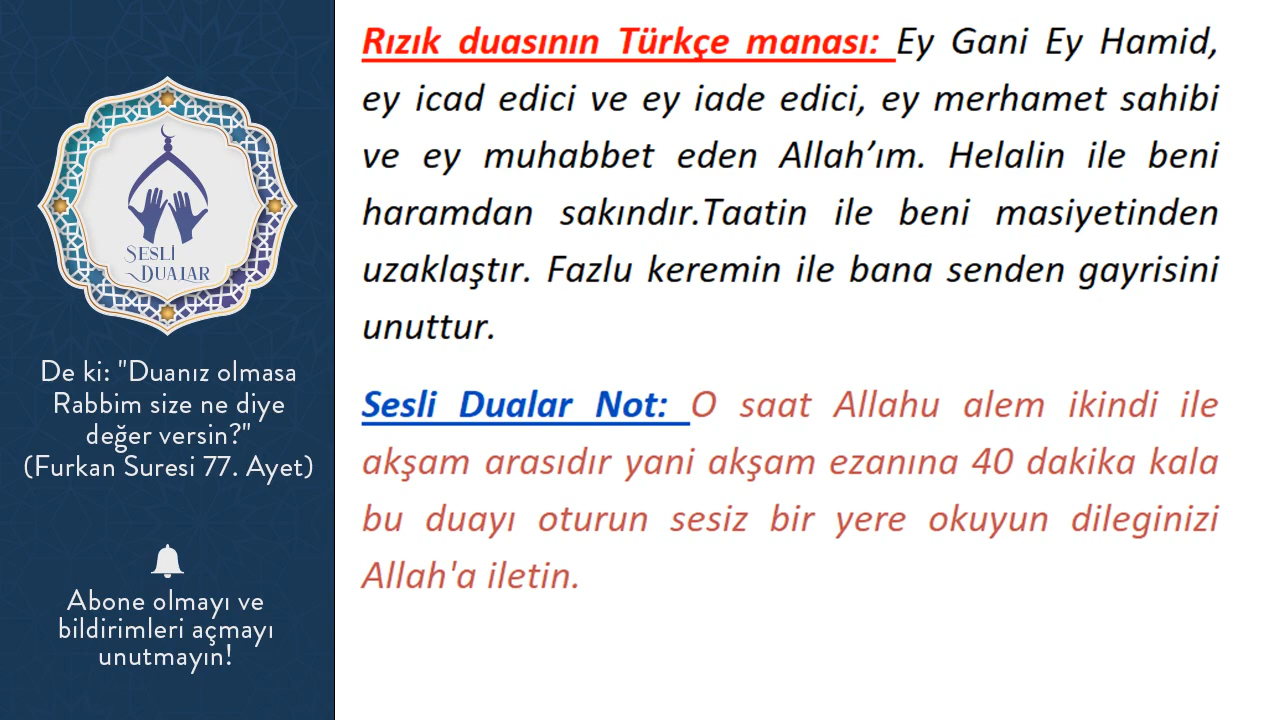 SESLİ
DUALAR
De ki: "Duanız olmasa
Rabbim size ne diye
değer versin?"
(Furkan Suresi 77. Ayet)
Abone olmayı ve
bildirimleri açmayı
unutmayın!
Rızık duasının Türkçe manası: Ey Gani Ey Hamid,
ey icad edici ve ey iade edici, ey merhamet sahibi
ve ey muhabbet eden Allah’ım. Helalin ile beni
haramdan sakındır.Taatin ile beni masiyetinden
uzaklaştır. Fazlu keremin ile bana senden gayrisini
unuttur.
Sesli Dualar Not: O saat Allahu alem ikindi ile
akşam arasıdır yani akşam ezanına 40 dakika kala
bu duayı oturun sesiz bir yere okuyun dileginizi
Allah'a iletin.